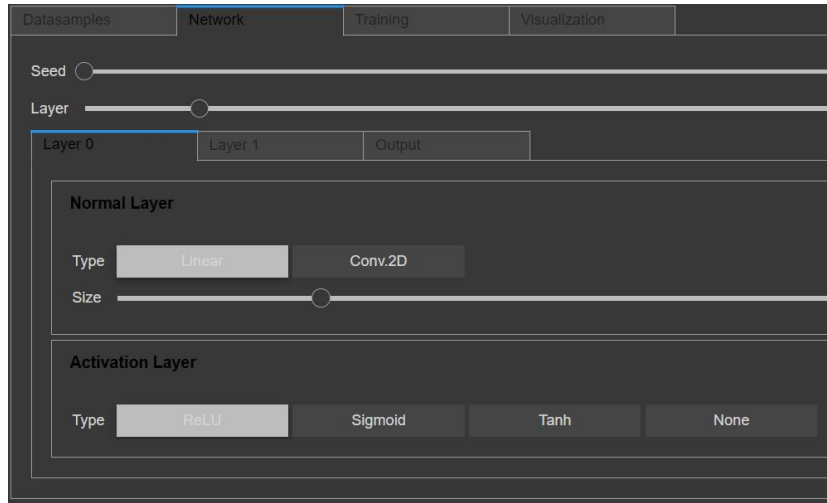 Datasamples Network Training Visualization
Seed
Layer
Layer 0 Layer 1 Output
Normal Layer
Type Linear Conv.2D
Size
Activation Layer
Type ReLU Sigmoid Tanh None